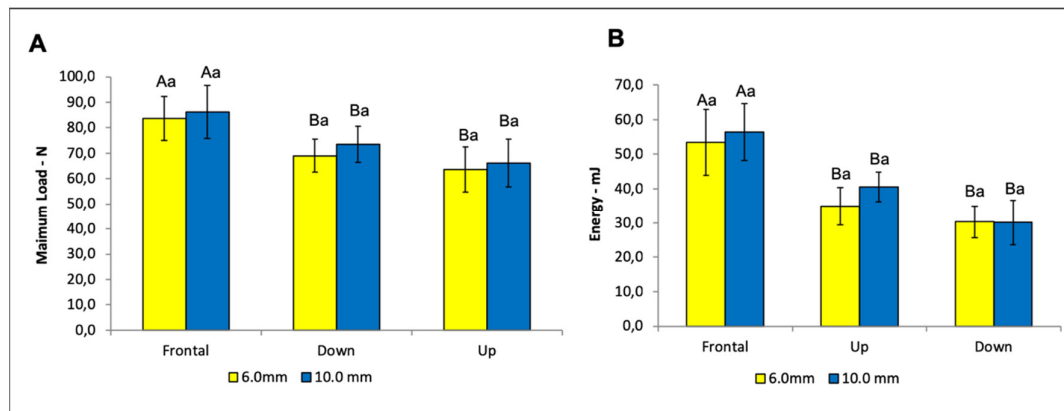 A
Maimum Load - N
100,0
90,0
80,0
70,0
60,0
50,0
40,0
30,0
20,0
10,0
0,0
Aa Aa
Ba Ba
Ba Ba
Frontal Down Up
6.0mm 10.0 mm
B
Energy - mJ
70,0
60,0
50,0
40,0
30,0
20,0
10,0
0,0
Aa Aa
Ba Ba
Ba Ba
Frontal Up Down
6.0mm 10.0 mm